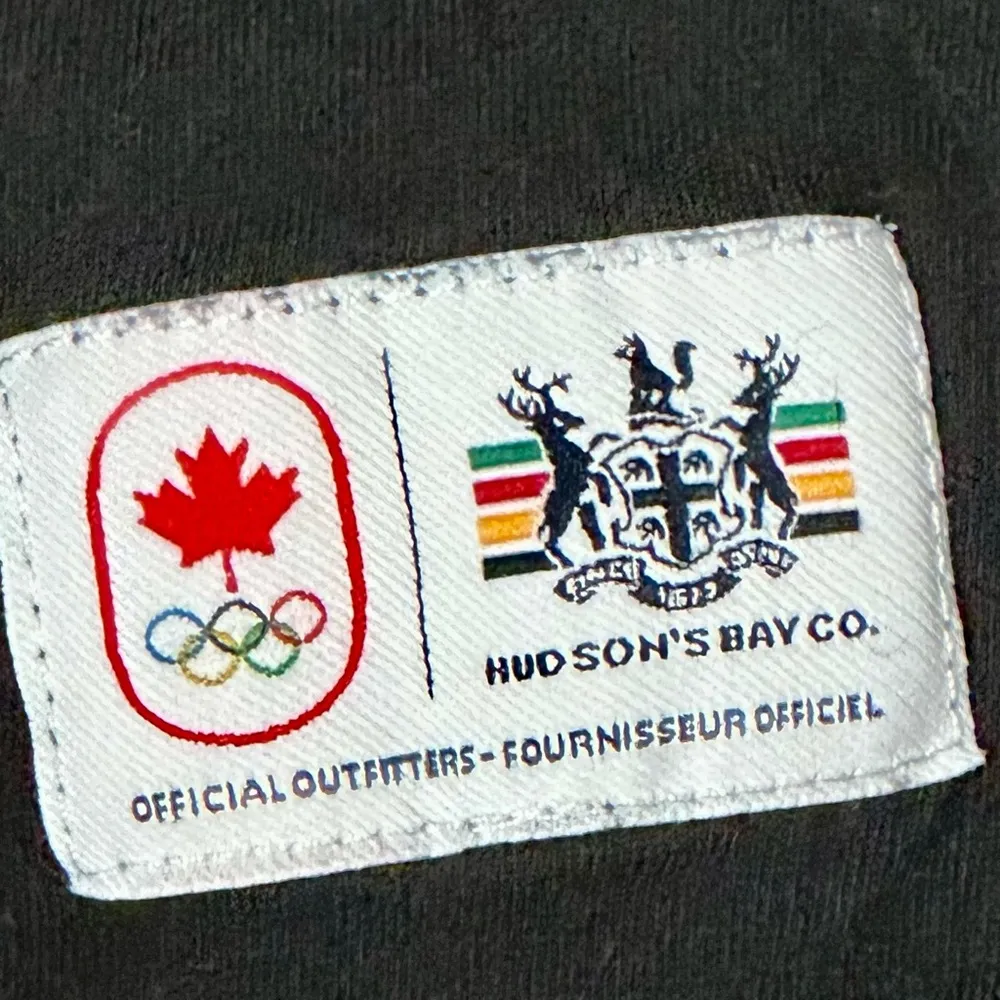 HUDSON'S BAY CO.
OFFICIAL OUTFITTERS - FOURNISSEUR OFFICIEL